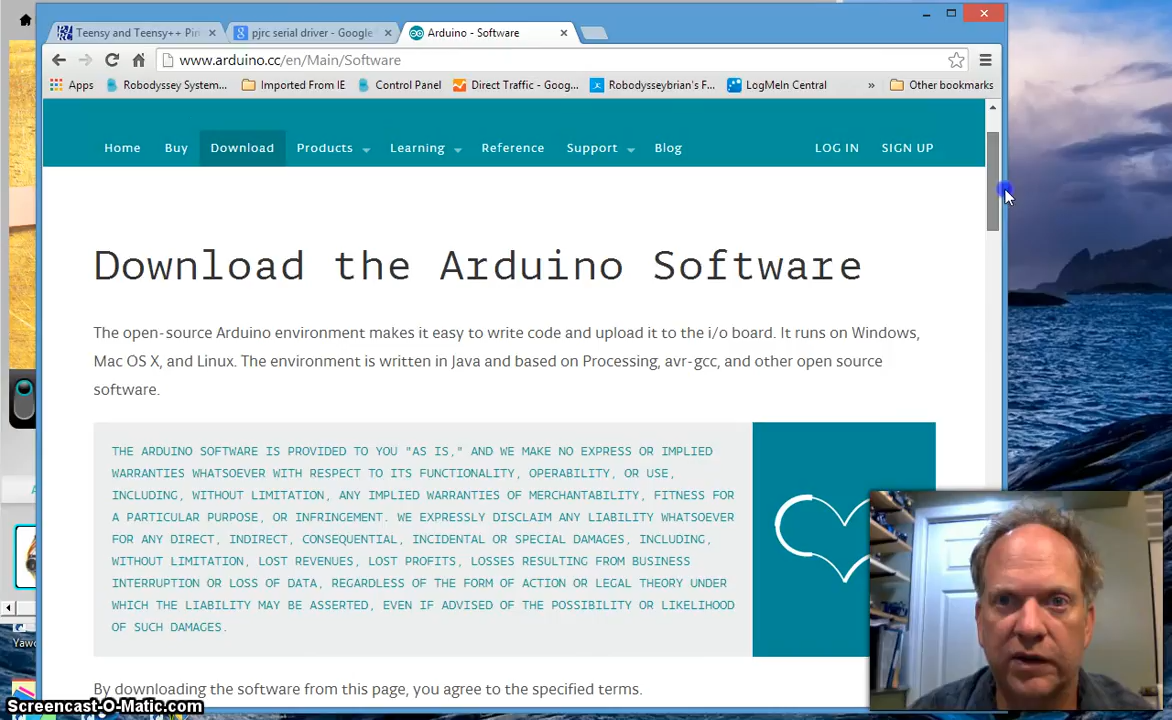 Teensy and Teensy++ Pin
pjrc serial driver - Google
Arduino - Software
www.arduino.cc/en/Main/Software
Apps
Robodyssey System...
Imported From IE
Control Panel
Direct Traffic - Goog...
Robodysseybrian's F...
LogMeIn Central
»
Other bookmarks
Home
Buy
Download
Products
Learning
Reference
Support
Blog
LOG IN
SIGN UP
Download the Arduino Software
The open-source Arduino environment makes it easy to write code and upload it to the i/o board. It runs on Windows,
Mac OS X, and Linux. The environment is written in Java and based on Processing, avr-gcc, and other open source
software.
THE ARDUINO SOFTWARE IS PROVIDED TO YOU "AS IS," AND WE MAKE NO EXPRESS OR IMPLIED
WARRANTIES WHATSOEVER WITH RESPECT TO ITS FUNCTIONALITY, OPERABILITY, OR USE,
INCLUDING, WITHOUT LIMITATION, ANY IMPLIED WARRANTIES OF MERCHANTABILITY, FITNESS FOR
A PARTICULAR PURPOSE, OR INFRINGEMENT. WE EXPRESSLY DISCLAIM ANY LIABILITY WHATSOEVER
FOR ANY DIRECT, INDIRECT, CONSEQUENTIAL, INCIDENTAL OR SPECIAL DAMAGES, INCLUDING,
WITHOUT LIMITATION, LOST REVENUES, LOST PROFITS, LOSSES RESULTING FROM BUSINESS
INTERRUPTION OR LOSS OF DATA, REGARDLESS OF THE FORM OF ACTION OR LEGAL THEORY UNDER
WHICH THE LIABILITY MAY BE ASSERTED, EVEN IF ADVISED OF THE POSSIBILITY OR LIKELIHOOD
OF SUCH DAMAGES.
By downloading the software from this page, you agree to the specified terms.
Yawc
Screencast-O-Matic.com